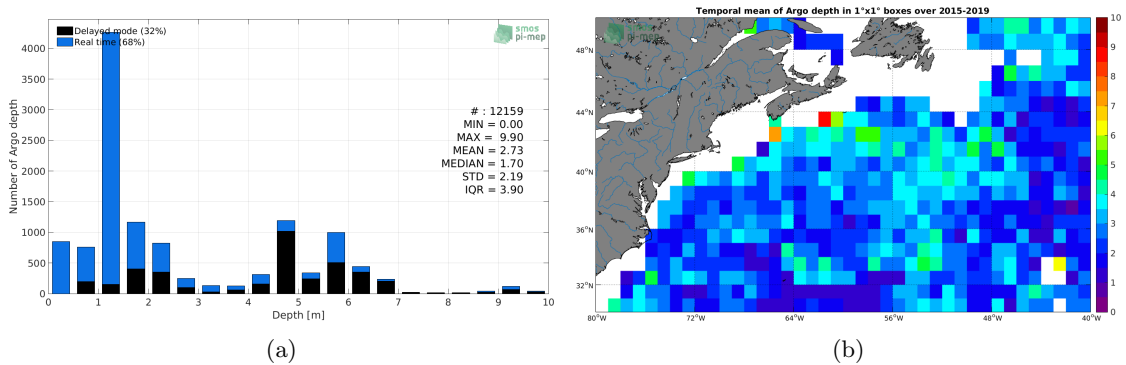 Delayed mode (32%)
Real time (68%)
smos
pi-mep
Number of Argo depth
4000
3500
3000
2500
2000
1500
1000
500
0
# : 12159
MIN = 0.00
MAX = 9.90
MEAN = 2.73
MEDIAN = 1.70
STD = 2.19
IQR = 3.90
0 1 2 3 4 5 6 7 8 9 10
Depth [m]
(a)
Temporal mean of Argo depth in 1°x1° boxes over 2015-2019
smos
pi-mep
48°N
44°N
40°N
36°N
32°N
80°W 72°W 64°W 56°W 48°W 40°W
10
9
8
7
6
5
4
3
2
1
0
(b)